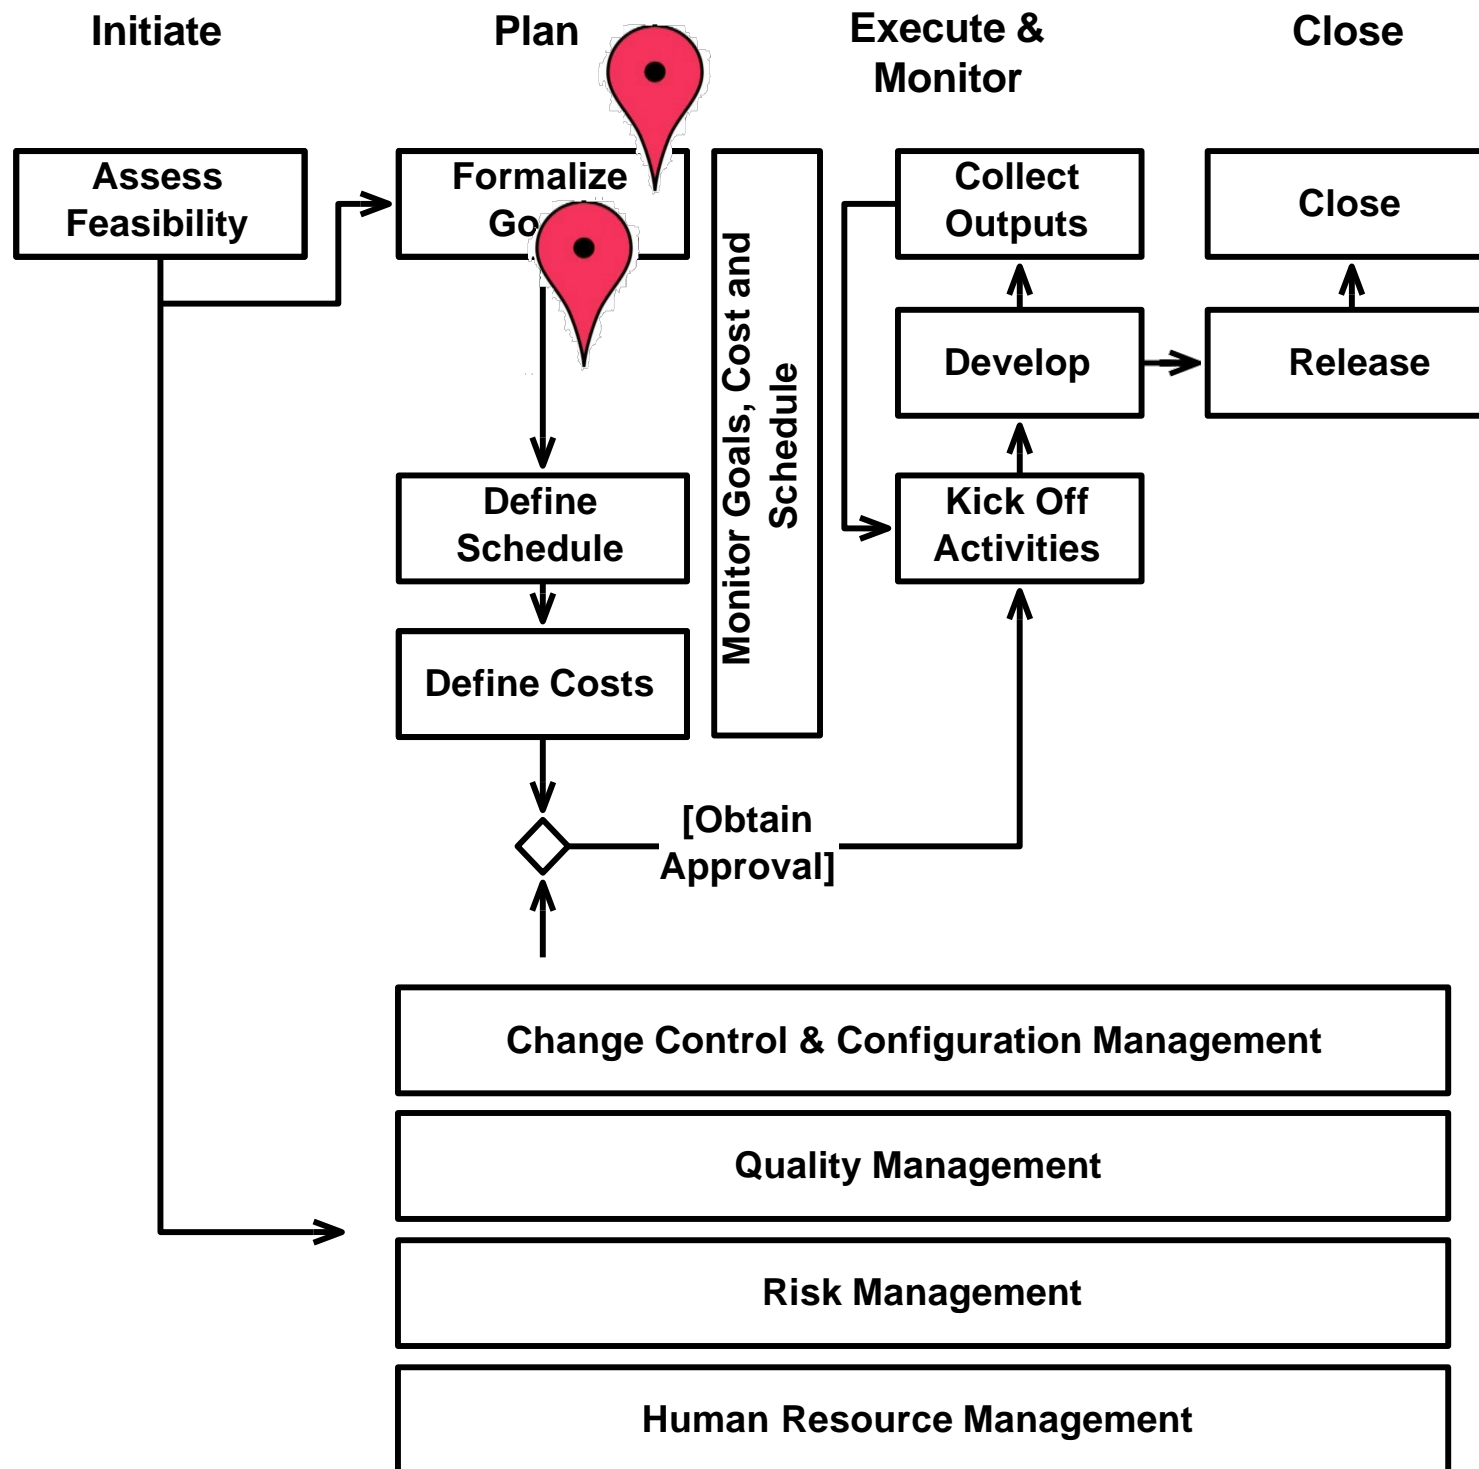 Initiate
Plan
Execute &
Monitor
Close
Assess
Feasibility
Formalize
Monitor Goals, Cost and
Schedule
Collect
Outputs
Close
Develop
Release
Define
Schedule
Kick Off
Activities
Define Costs
[Obtain
Approval]
Change Control & Configuration Management
Quality Management
Risk Management
Human Resource Management